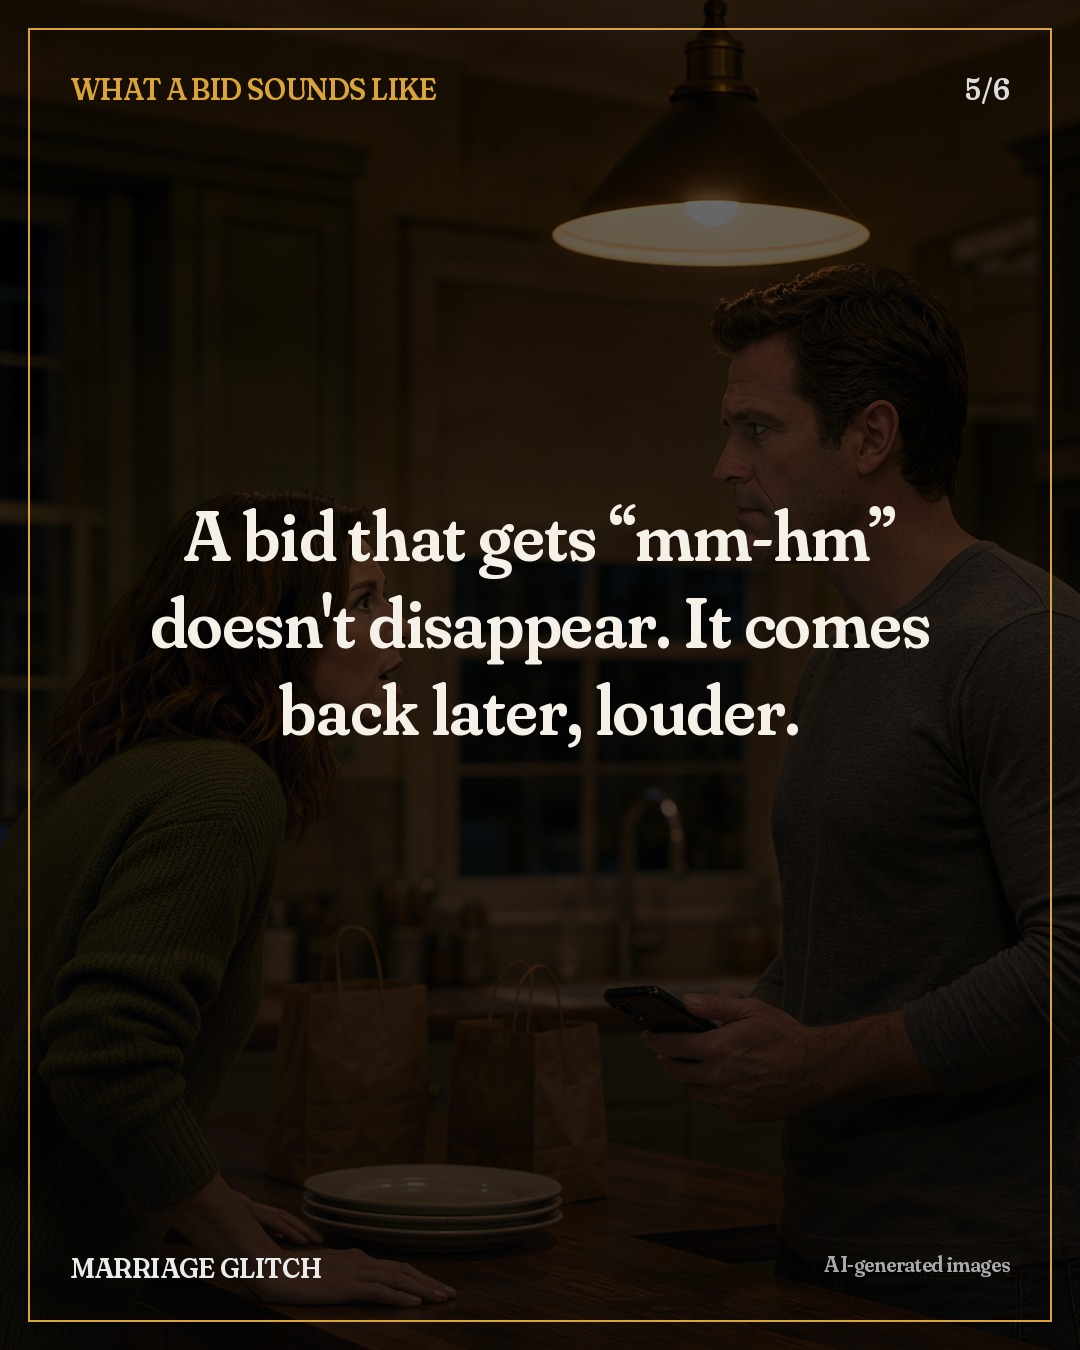 WHAT A BID SOUNDS LIKE
5/6
A bid that gets “mm-hm”
doesn't disappear. It comes
back later, louder.
MARRIAGE GLITCH
AI-generated images